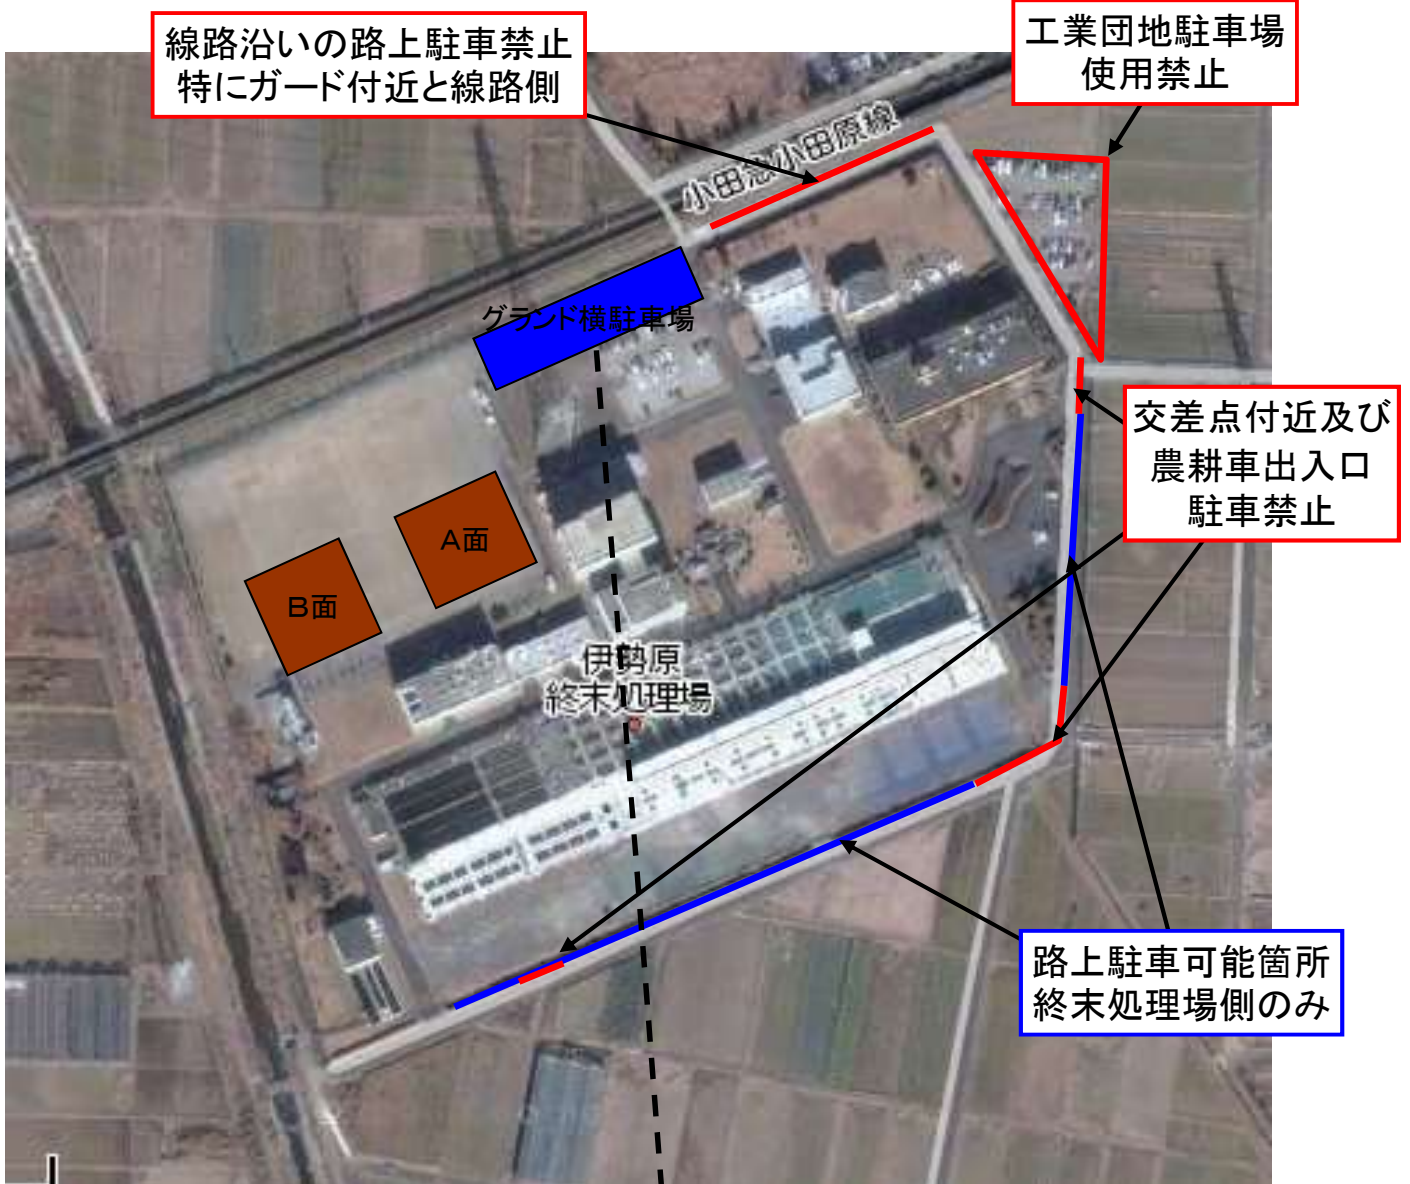 線路沿いの路上駐車禁止
特にガード付近と線路側
工業団地駐車場
使用禁止
小田急小田原線
グランド横駐車場
交差点付近及び
農耕車出入口
駐車禁止
A面
B面
伊勢原
終末処理場
路上駐車可能箇所
終末処理場側のみ